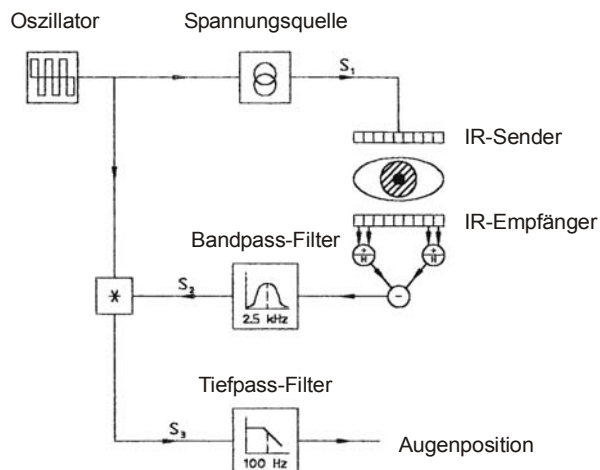 Oszillator
Spannungsquelle
S₁
IR-Sender
IR-Empfänger
Bandpass-Filter
+
+
-
S₂
*
2.5 kHz
Tiefpass-Filter
S₃
100 Hz
Augenposition